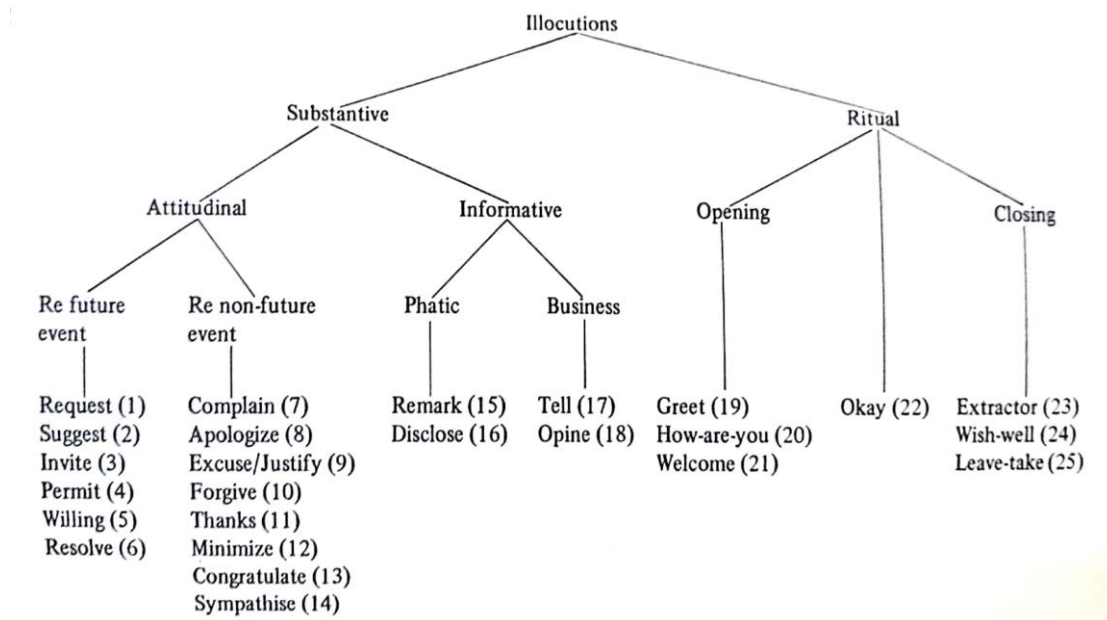 Illocutions
Substantive
Ritual
Attitudinal
Informative
Opening
Closing
Re future
event
Re non-future
event
Phatic
Business
Request (1)
Suggest (2)
Invite (3)
Permit (4)
Willing (5)
Resolve (6)
Complain (7)
Apologize (8)
Excuse/Justify (9)
Forgive (10)
Thanks (11)
Minimize (12)
Congratulate (13)
Sympathise (14)
Remark (15)
Disclose (16)
Tell (17)
Opine (18)
Greet (19)
How-are-you (20)
Welcome (21)
Okay (22)
Extractor (23)
Wish-well (24)
Leave-take (25)